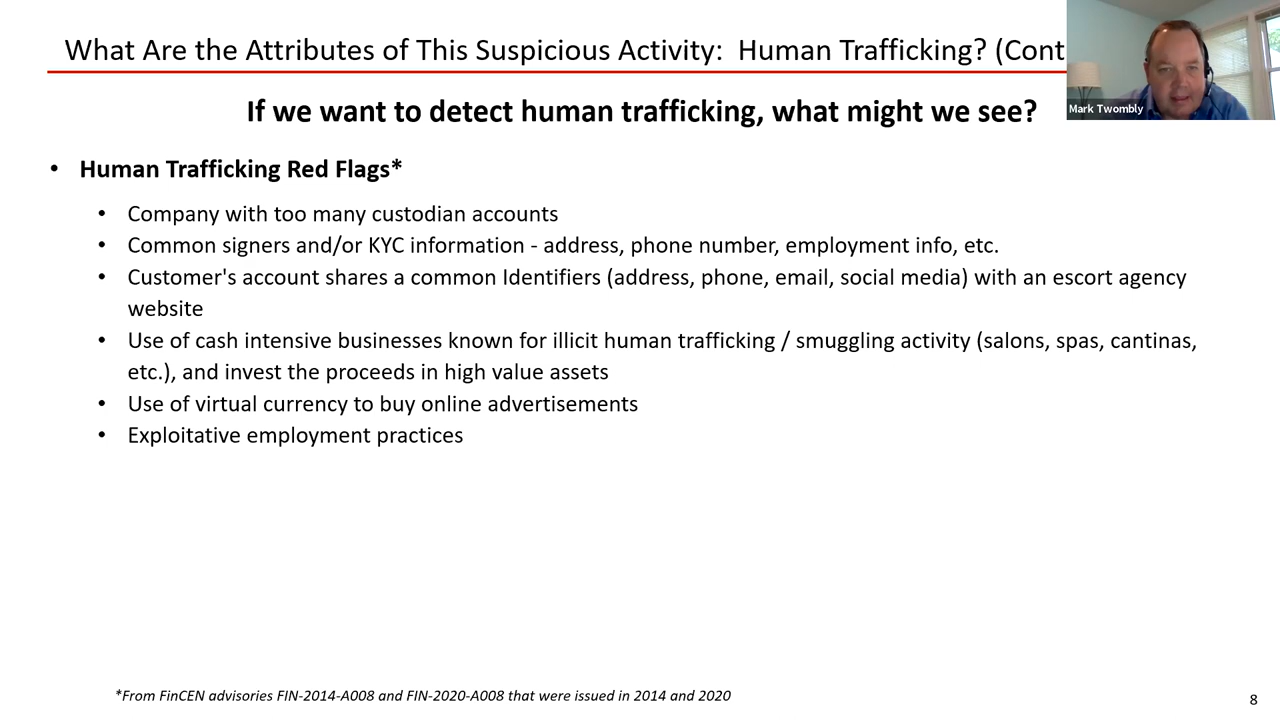 What Are the Attributes of This Suspicious Activity:  Human Trafficking? (Cont
Mark Twombly
If we want to detect human trafficking, what might we see?
• Human Trafficking Red Flags*
• Company with too many custodian accounts
• Common signers and/or KYC information - address, phone number, employment info, etc.
• Customer's account shares a common Identifiers (address, phone, email, social media) with an escort agency
website
• Use of cash intensive businesses known for illicit human trafficking / smuggling activity (salons, spas, cantinas,
etc.), and invest the proceeds in high value assets
• Use of virtual currency to buy online advertisements
• Exploitative employment practices
*From FinCEN advisories FIN-2014-A008 and FIN-2020-A008 that were issued in 2014 and 2020
8